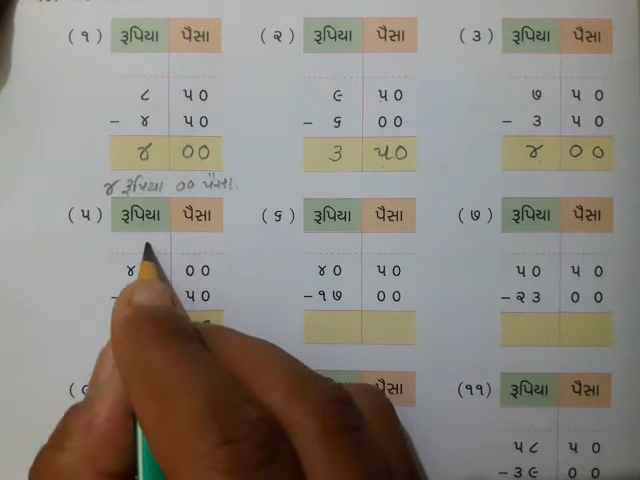 (૧) રૂપિયા પૈસા (૨) રૂપિયા પૈસા (૩) રૂપિયા પૈસા
૮ ૫૦ ૯ ૫૦ ૭ ૫૦
- ૪ ૫૦ - ૬ ૦૦ - ૩ ૫૦
૪ ૦૦ ૩ ૫૦ ૪ ૦૦
૪ રૂપિયા ૦૦ પૈસા.
(૫) રૂપિયા પૈસા (૬) રૂપિયા પૈસા (૭) રૂપિયા પૈસા
૪ ૦૦ ૪૦ ૫૦ ૫૦ ૫૦
- ૫૦ - ૧૭ ૦૦ - ૨૩ ૦૦
પૈસા (૧૧) રૂપિયા પૈસા
૫૮ ૫૦
- ૩૯ ૦૦